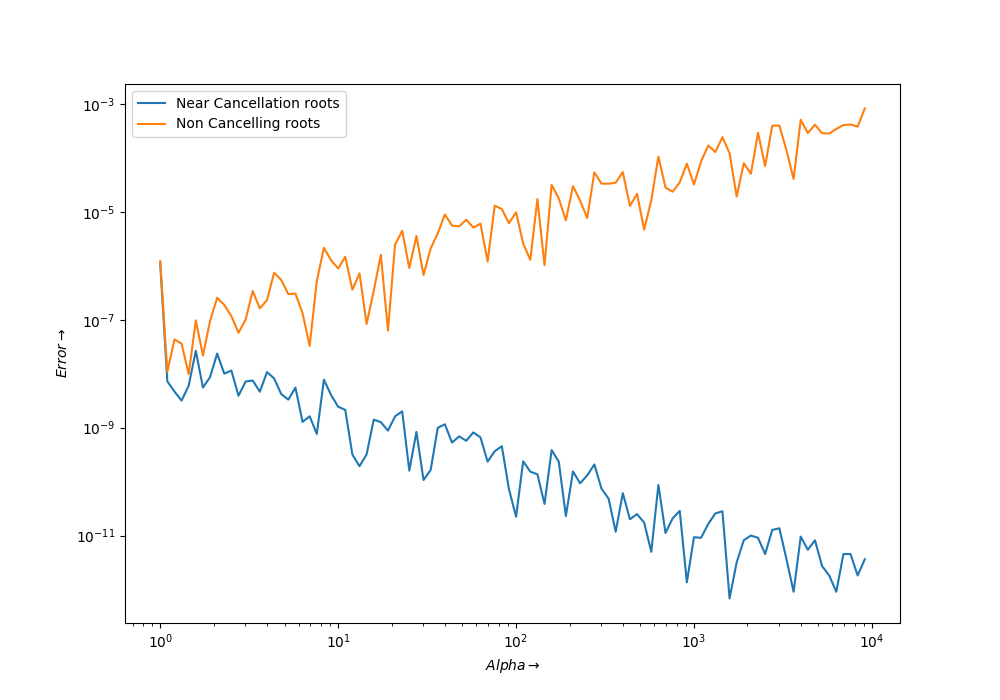 Near Cancellation roots
Non Cancelling roots
10⁻³
10⁻⁵
10⁻⁷
10⁻⁹
10⁻¹¹
Error→
10⁰ 10¹ 10² 10³ 10⁴
Alpha→